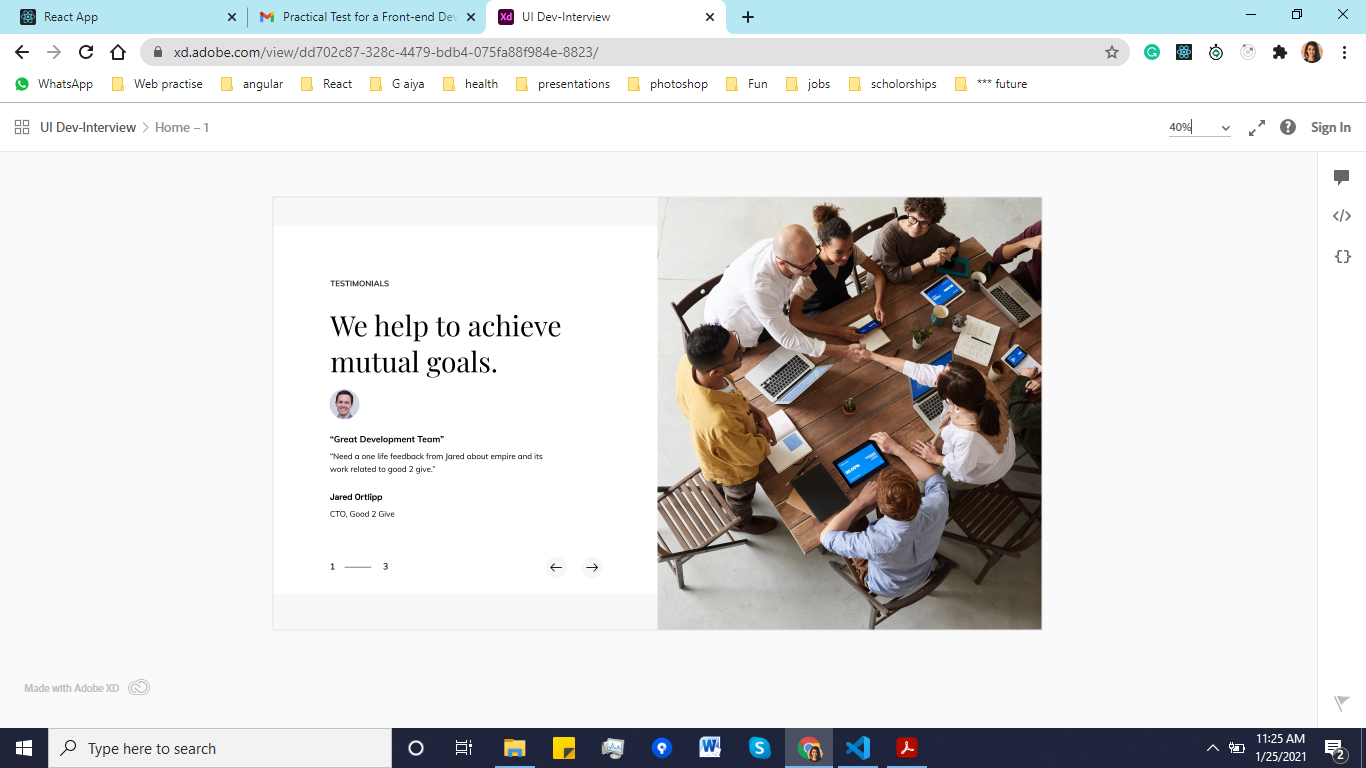 React App
Practical Test for a Front-end Dev
Xd
UI Dev-Interview
xd.adobe.com/view/dd702c87-328c-4479-bdb4-075fa88f984e-8823/
WhatsApp
Web practise
angular
React
G aiya
health
presentations
photoshop
Fun
jobs
scholorships
*** future
UI Dev-Interview
Home – 1
40%
Sign In
TESTIMONIALS
We help to achieve
mutual goals.
“Great Development Team”
“Need a one life feedback from Jared about empire and its
work related to good 2 give.”
Jared Ortlipp
CTO, Good 2 Give
1
3
Made with Adobe XD
Type here to search
11:25 AM
1/25/2021
2